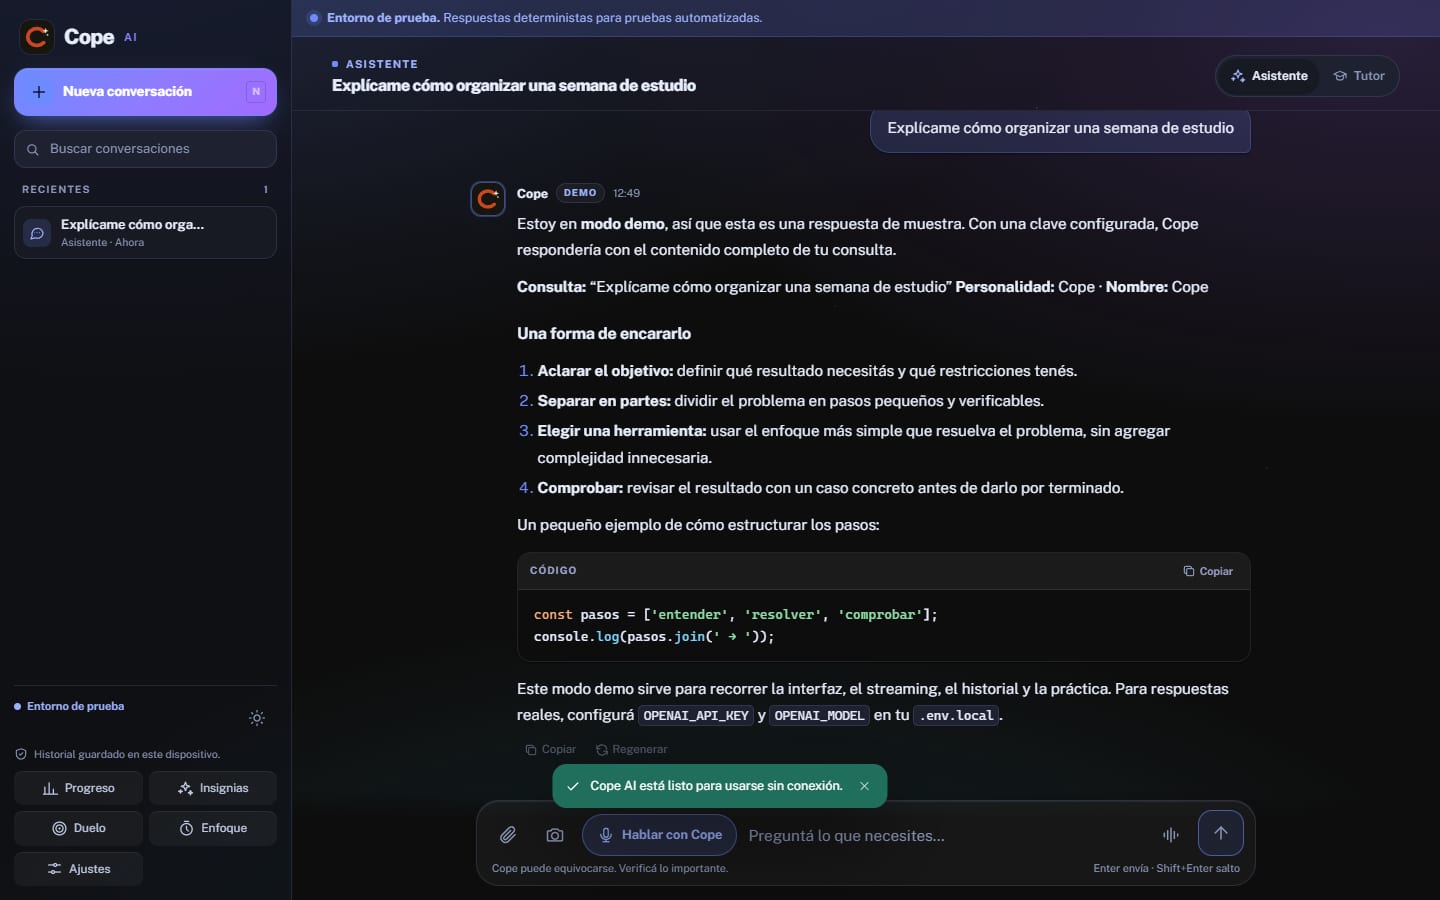 Cope AI
Nueva conversación N
Buscar conversaciones
RECIENTES 1
Explícame cómo orga...
Asistente · Ahora
Entorno de prueba
Historial guardado en este dispositivo.
Progreso
Insignias
Duelo
Enfoque
Ajustes
Entorno de prueba. Respuestas deterministas para pruebas automatizadas.
ASISTENTE
Explícame cómo organizar una semana de estudio
Asistente
Tutor
Explícame cómo organizar una semana de estudio
Cope DEMO 12:49
Estoy en modo demo, así que esta es una respuesta de muestra. Con una clave configurada, Cope
respondería con el contenido completo de tu consulta.
Consulta: “Explícame cómo organizar una semana de estudio” Personalidad: Cope · Nombre: Cope
Una forma de encararlo
1. Aclarar el objetivo: definir qué resultado necesitás y qué restricciones tenés.
2. Separar en partes: dividir el problema en pasos pequeños y verificables.
3. Elegir una herramienta: usar el enfoque más simple que resuelva el problema, sin agregar
complejidad innecesaria.
4. Comprobar: revisar el resultado con un caso concreto antes de darlo por terminado.
Un pequeño ejemplo de cómo estructurar los pasos:
CÓDIGO
Copiar
const pasos = ['entender', 'resolver', 'comprobar'];
console.log(pasos.join(' → '));
Este modo demo sirve para recorrer la interfaz, el streaming, el historial y la práctica. Para respuestas
reales, configurá OPENAI_API_KEY y OPENAI_MODEL en tu .env.local.
Copiar
Regenerar
Cope AI está listo para usarse sin conexión.
Hablar con Cope
Preguntá lo que necesites...
Cope puede equivocarse. Verificá lo importante.
Enter envía · Shift+Enter salto